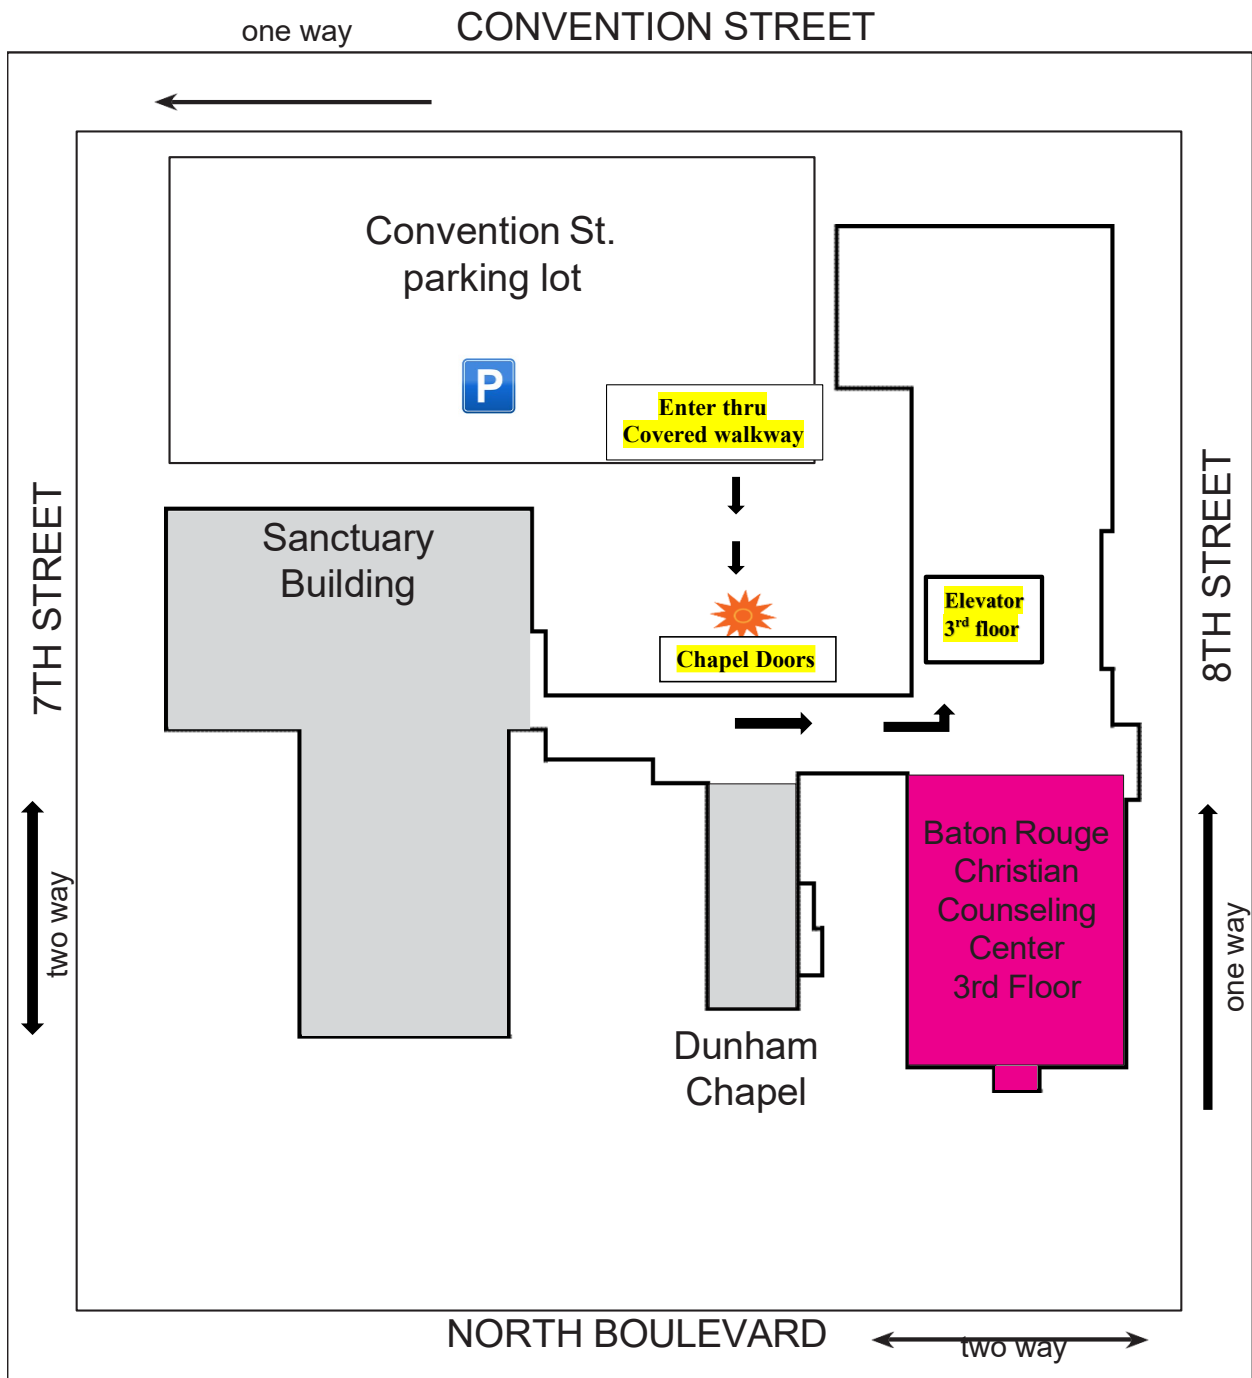 one way
CONVENTION STREET
Convention St.
parking lot
P
Enter thru
Covered walkway
7TH STREET
Sanctuary
Building
Elevator
3rd floor
8TH STREET
Chapel Doors
two way
Baton Rouge
Christian
Counseling
Center
3rd Floor
one way
Dunham
Chapel
NORTH BOULEVARD
two way